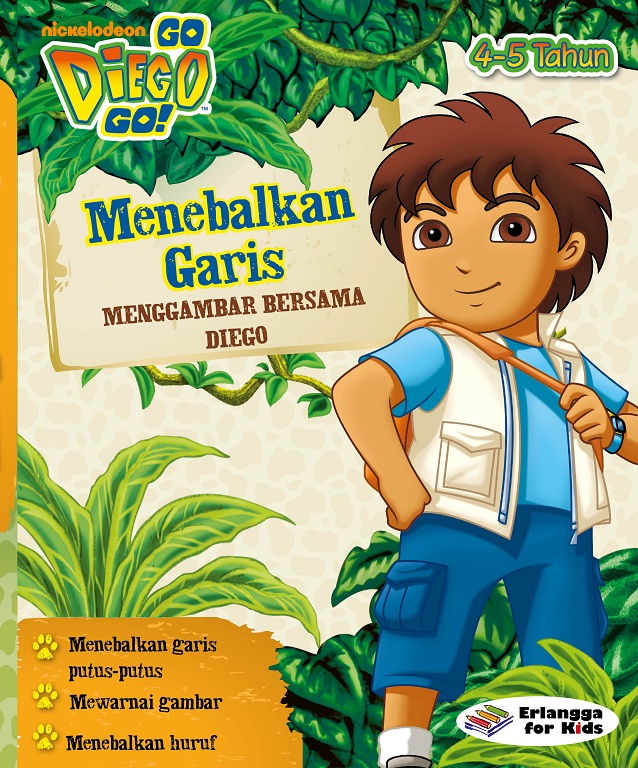 nickelodeon GO
DIEGO
GO!
TM
4-5 Tahun
Menebalkan
Garis
MENGGAMBAR BERSAMA
DIEGO
Menebalkan garis
putus-putus
Mewarnai gambar
Menebalkan huruf
Erlangga
for Kids